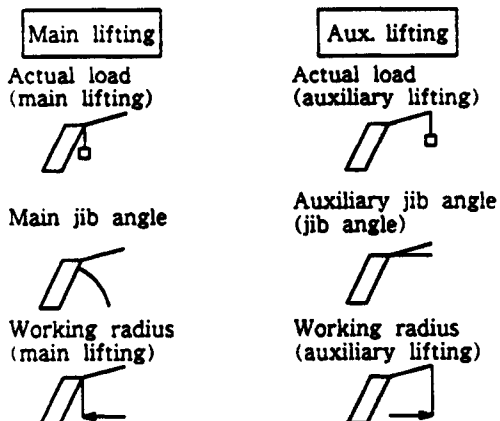 Main lifting
Actual load
(main lifting)
Main jib angle
Working radius
(main lifting)
Aux. lifting
Actual load
(auxiliary lifting)
Auxiliary jib angle
(jib angle)
Working radius
(auxiliary lifting)